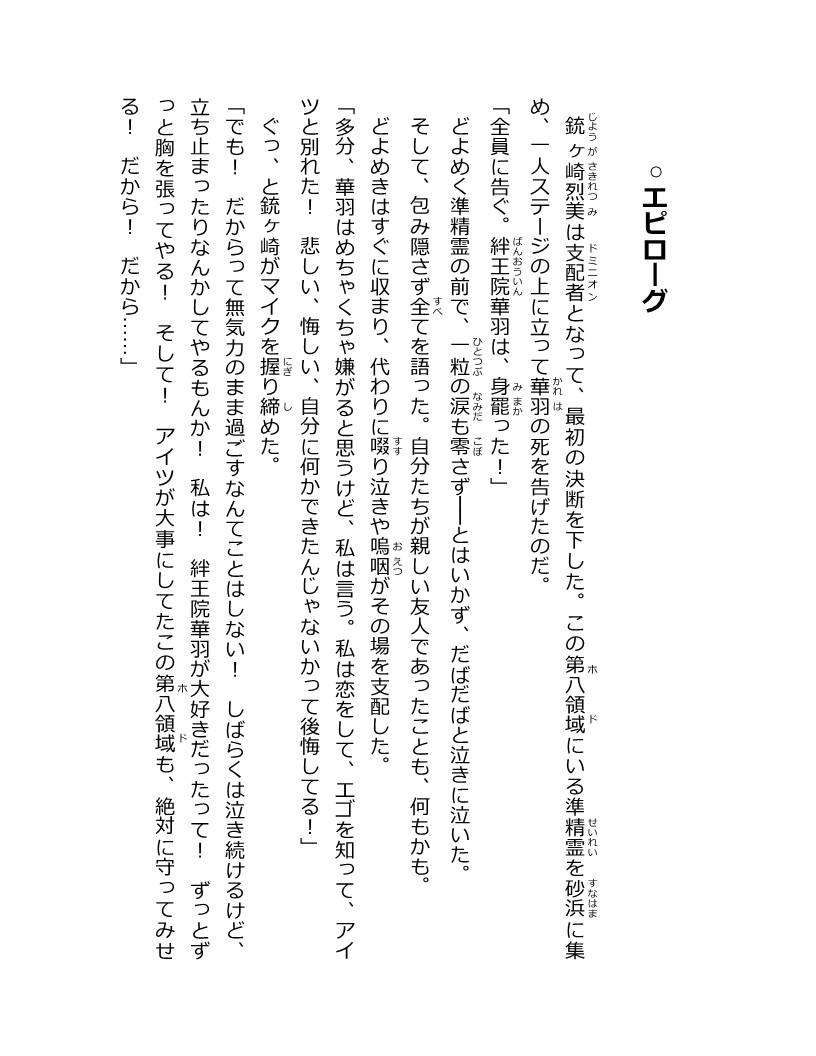 ○エピローグ
銃ヶ崎烈美は支配者となって、最初の決断を下した。この第八領域にいる準精霊を砂浜に集
め、一人ステージの上に立って華羽の死を告げたのだ。
「全員に告ぐ。絆王院華羽は、身罷った！」
どよめく準精霊の前で、一粒の涙も零さず――とはいかず、だばだばと泣きに泣いた。
そして、包み隠さず全てを語った。自分たちが親しい友人であったことも、何もかも。
どよめきはすぐに収まり、代わりに啜り泣きや嗚咽がその場を支配した。
「多分、華羽はめちゃくちゃ嫌がると思うけど、私は言う。私は恋をして、エゴを知って、アイ
ツと別れた！　悲しい、悔しい、自分に何かできたんじゃないかって後悔してる！」
ぐっ、と銃ヶ崎がマイクを握り締めた。
「でも！　だからって無気力のまま過ごすなんてことはしない！　しばらくは泣き続けるけど、
立ち止まったりなんかしてやるもんか！　私は！　絆王院華羽が大好きだったって！　ずっとず
っと胸を張ってやる！　そして！　アイツが大事にしてたこの第八領域も、絶対に守ってみせ
る！　だから！　だから……」